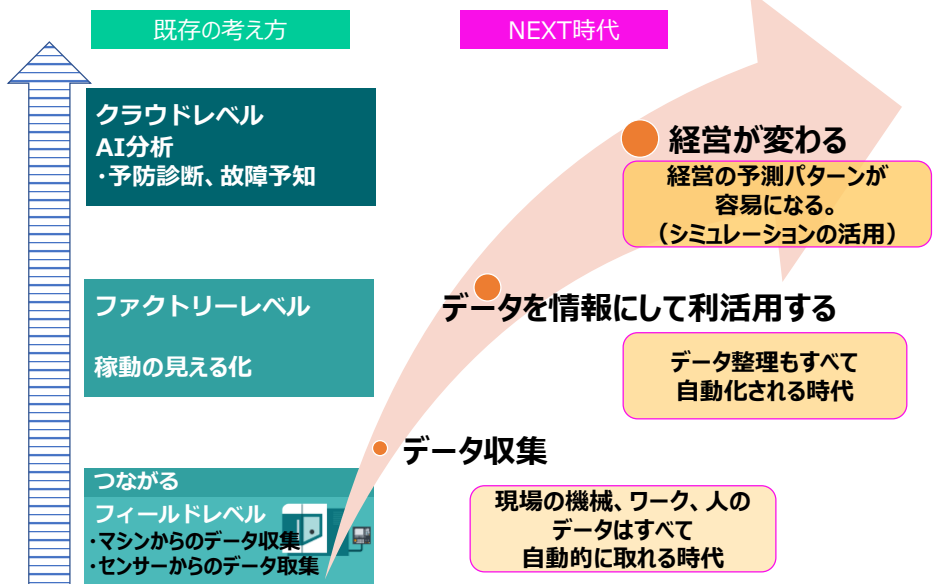 既存の考え方
NEXT時代
クラウドレベル
AI分析
・予防診断、故障予知
経営が変わる
経営の予測パターンが
容易になる。
（シミュレーションの活用）
ファクトリーレベル
稼動の見える化
データを情報にして利活用する
データ整理もすべて
自動化される時代
データ収集
つながる
フィールドレベル
・マシンからのデータ収集
・センサーからのデータ取集
現場の機械、ワーク、人の
データはすべて
自動的に取れる時代